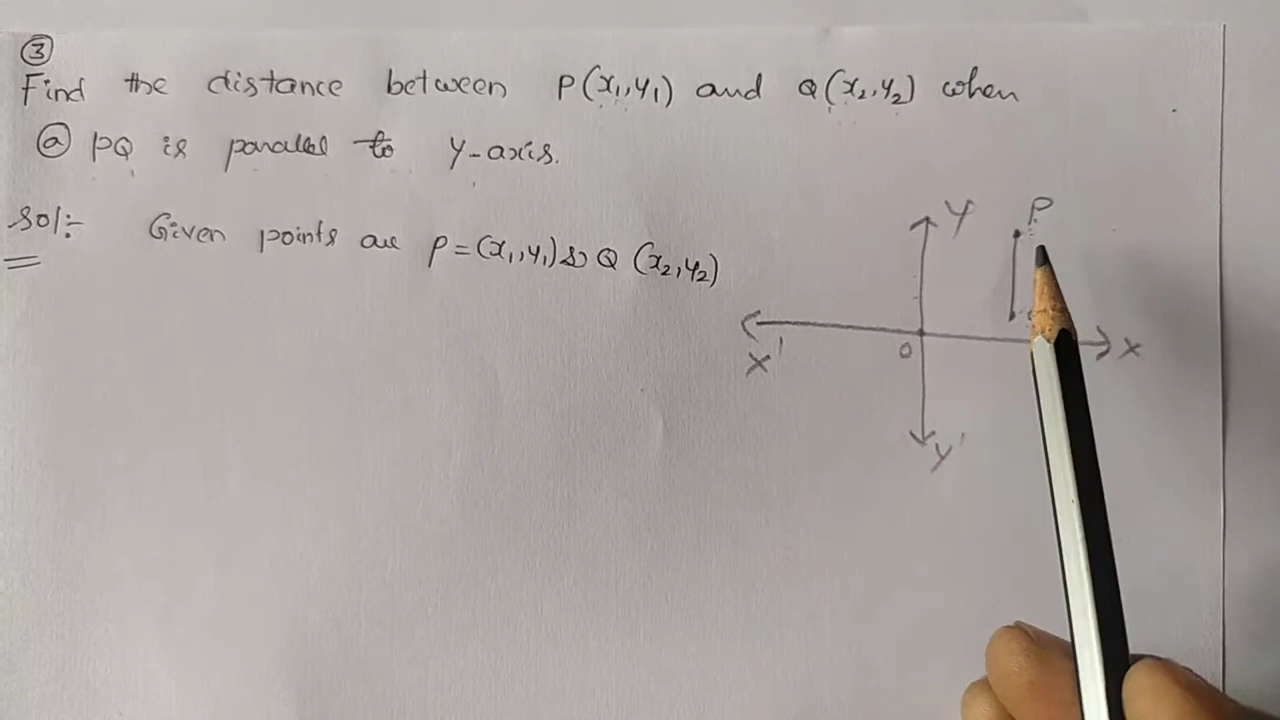 ③
Find the distance between P(x₁,y₁) and Q(x₂,y₂) when
ⓐ PQ is parallel to y-axis.
Sol:- Given points are P=(x₁,y₁) & Q (x₂,y₂)
Y P
X' O X
Y'